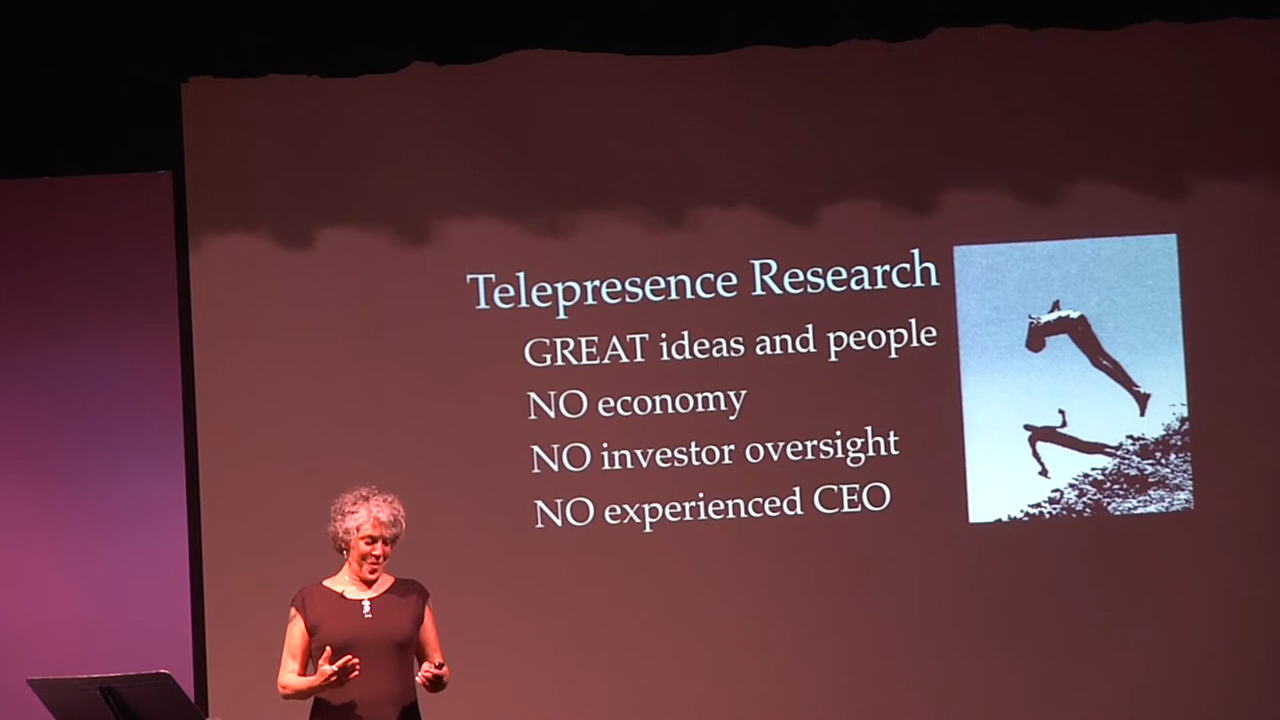 Telepresence Research
GREAT ideas and people
NO economy
NO investor oversight
NO experienced CEO